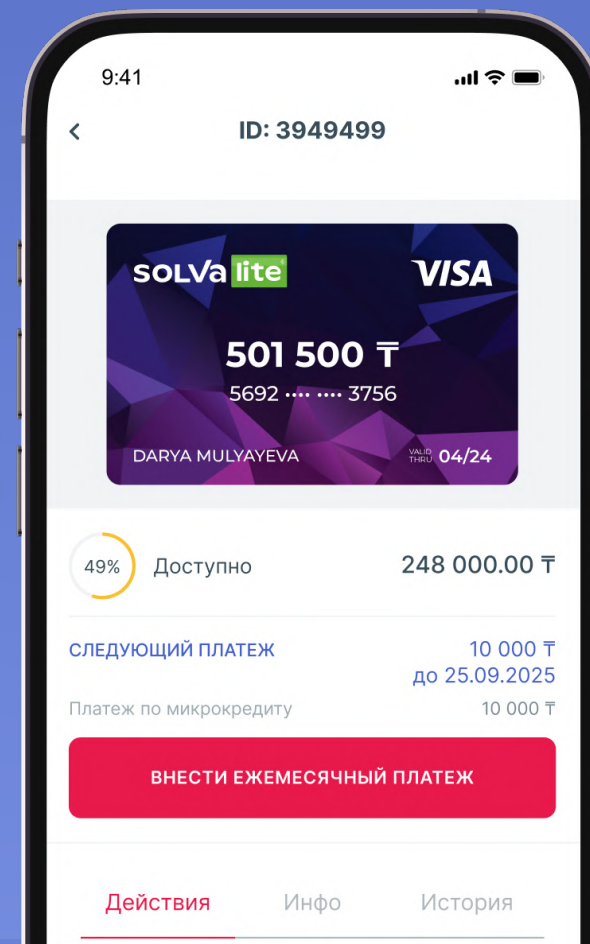 9:41
ID: 3949499
SOLVa lite
VISA
501 500 ₸
5692 •••• •••• 3756
DARYA MULYAYEVA
VALID THRU 04/24
49% Доступно 248 000.00 ₸
СЛЕДУЮЩИЙ ПЛАТЕЖ 10 000 ₸
до 25.09.2025
Платеж по микрокредиту 10 000 ₸
ВНЕСТИ ЕЖЕМЕСЯЧНЫЙ ПЛАТЕЖ
Действия Инфо История